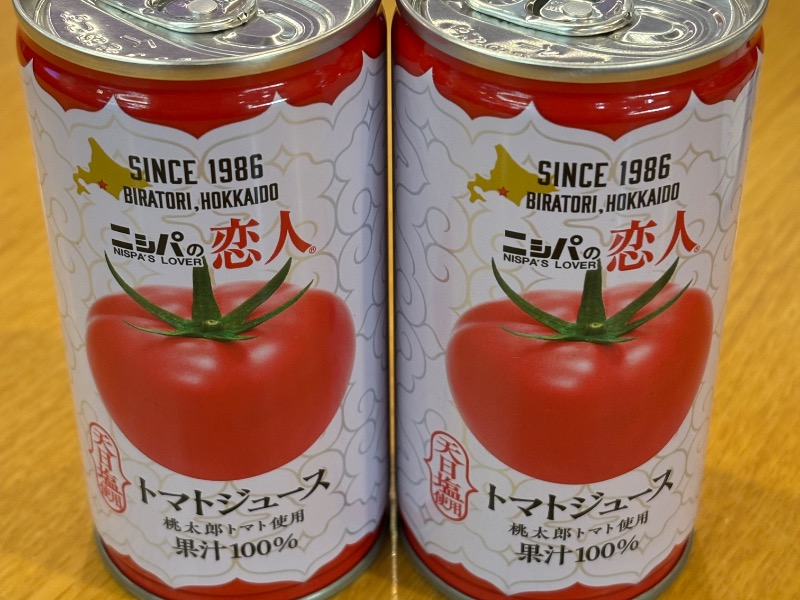 SINCE 1986
BIRATORI, HOKKAIDO
ニシパの恋人®
NISPA'S LOVER
天日塩
使用
トマトジュース
桃太郎トマト使用
果汁100%
SINCE 1986
BIRATORI, HOKKAIDO
ニシパの恋人®
NISPA'S LOVER
天日塩
使用
トマトジュース
桃太郎トマト使用
果汁100%